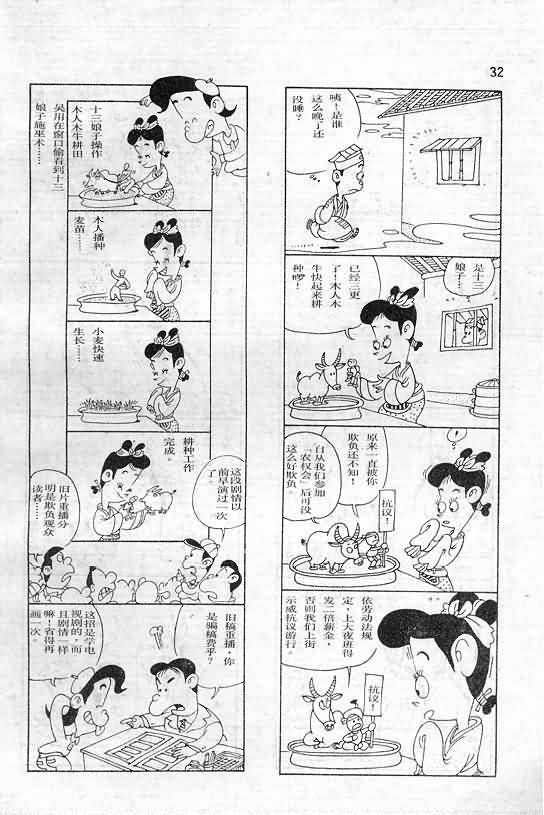 32
咦！是谁
这么晚了还
没睡？
是十三
娘子…
已经三更
了！木人木
牛快起来耕
种啰！
原来一直被你
欺负还不知！
自从我们参加
“农权会”后可没
这么好欺负。
抗议！
依劳动法规
定，上大夜班得
发二倍薪金，
否则我们上街
示威抗议游行。
抗议！
吴用在窗口偷看到十三
娘子施巫术……
十三娘子操作
木人木牛耕田
木人播种
麦苗……
小麦快速
生长……
耕种工作
完成。
这段剧情以
前早演过一次
了。
旧片重播分
明是欺负观众
读者……
旧稿重播，你
是骗稿费乎？
这招是学电
视剧的，而
且剧情一样
嘛！省得再
画一次。